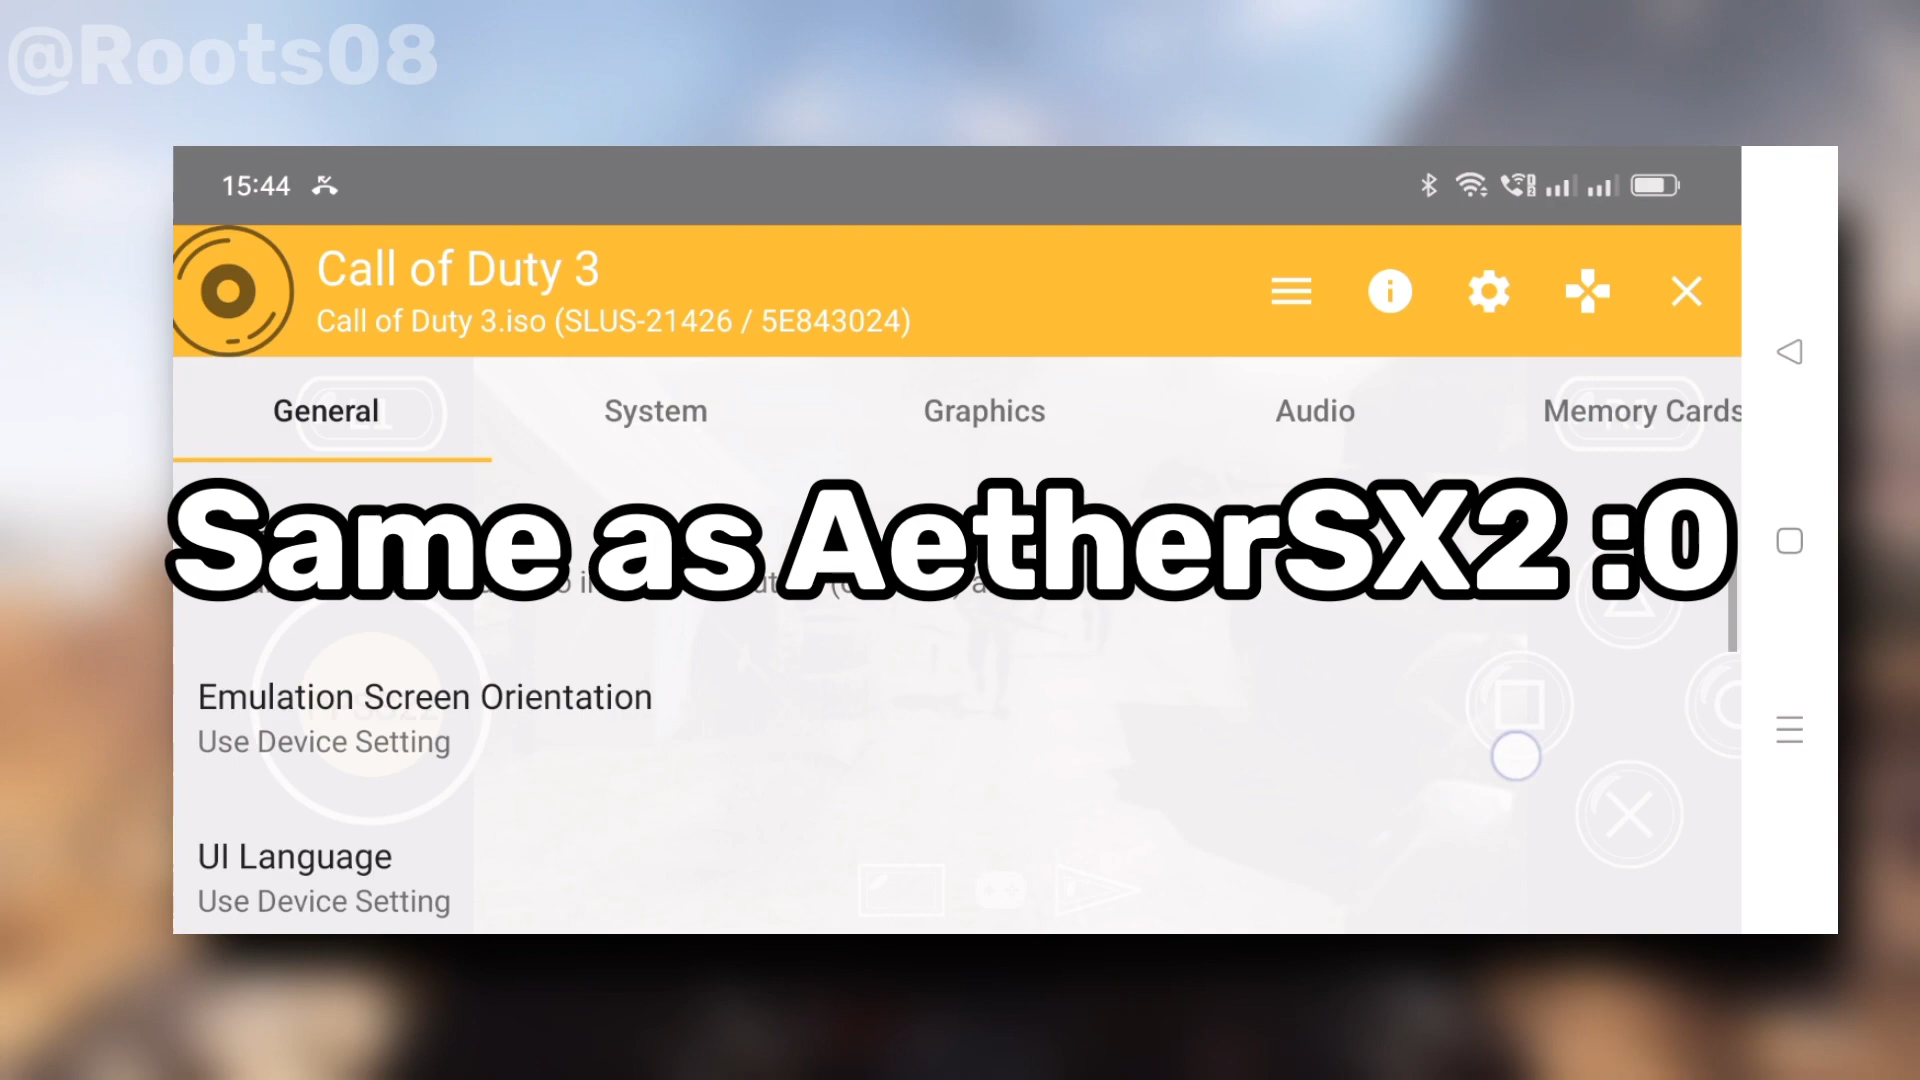 @Roots08
15:44
Call of Duty 3
Call of Duty 3.iso (SLUS-21426 / 5E843024)
General
System
Graphics
Audio
Memory Cards
Same as AetherSX2 :0
Emulation Screen Orientation
Use Device Setting
UI Language
Use Device Setting